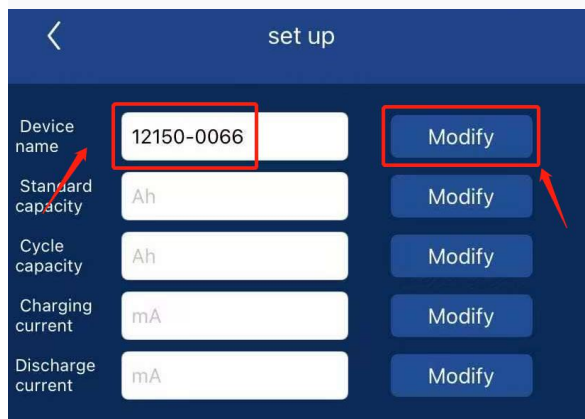 set up
Device
name
12150-0066
Modify
Standard
capacity
Ah
Modify
Cycle
capacity
Ah
Modify
Charging
current
mA
Modify
Discharge
current
mA
Modify